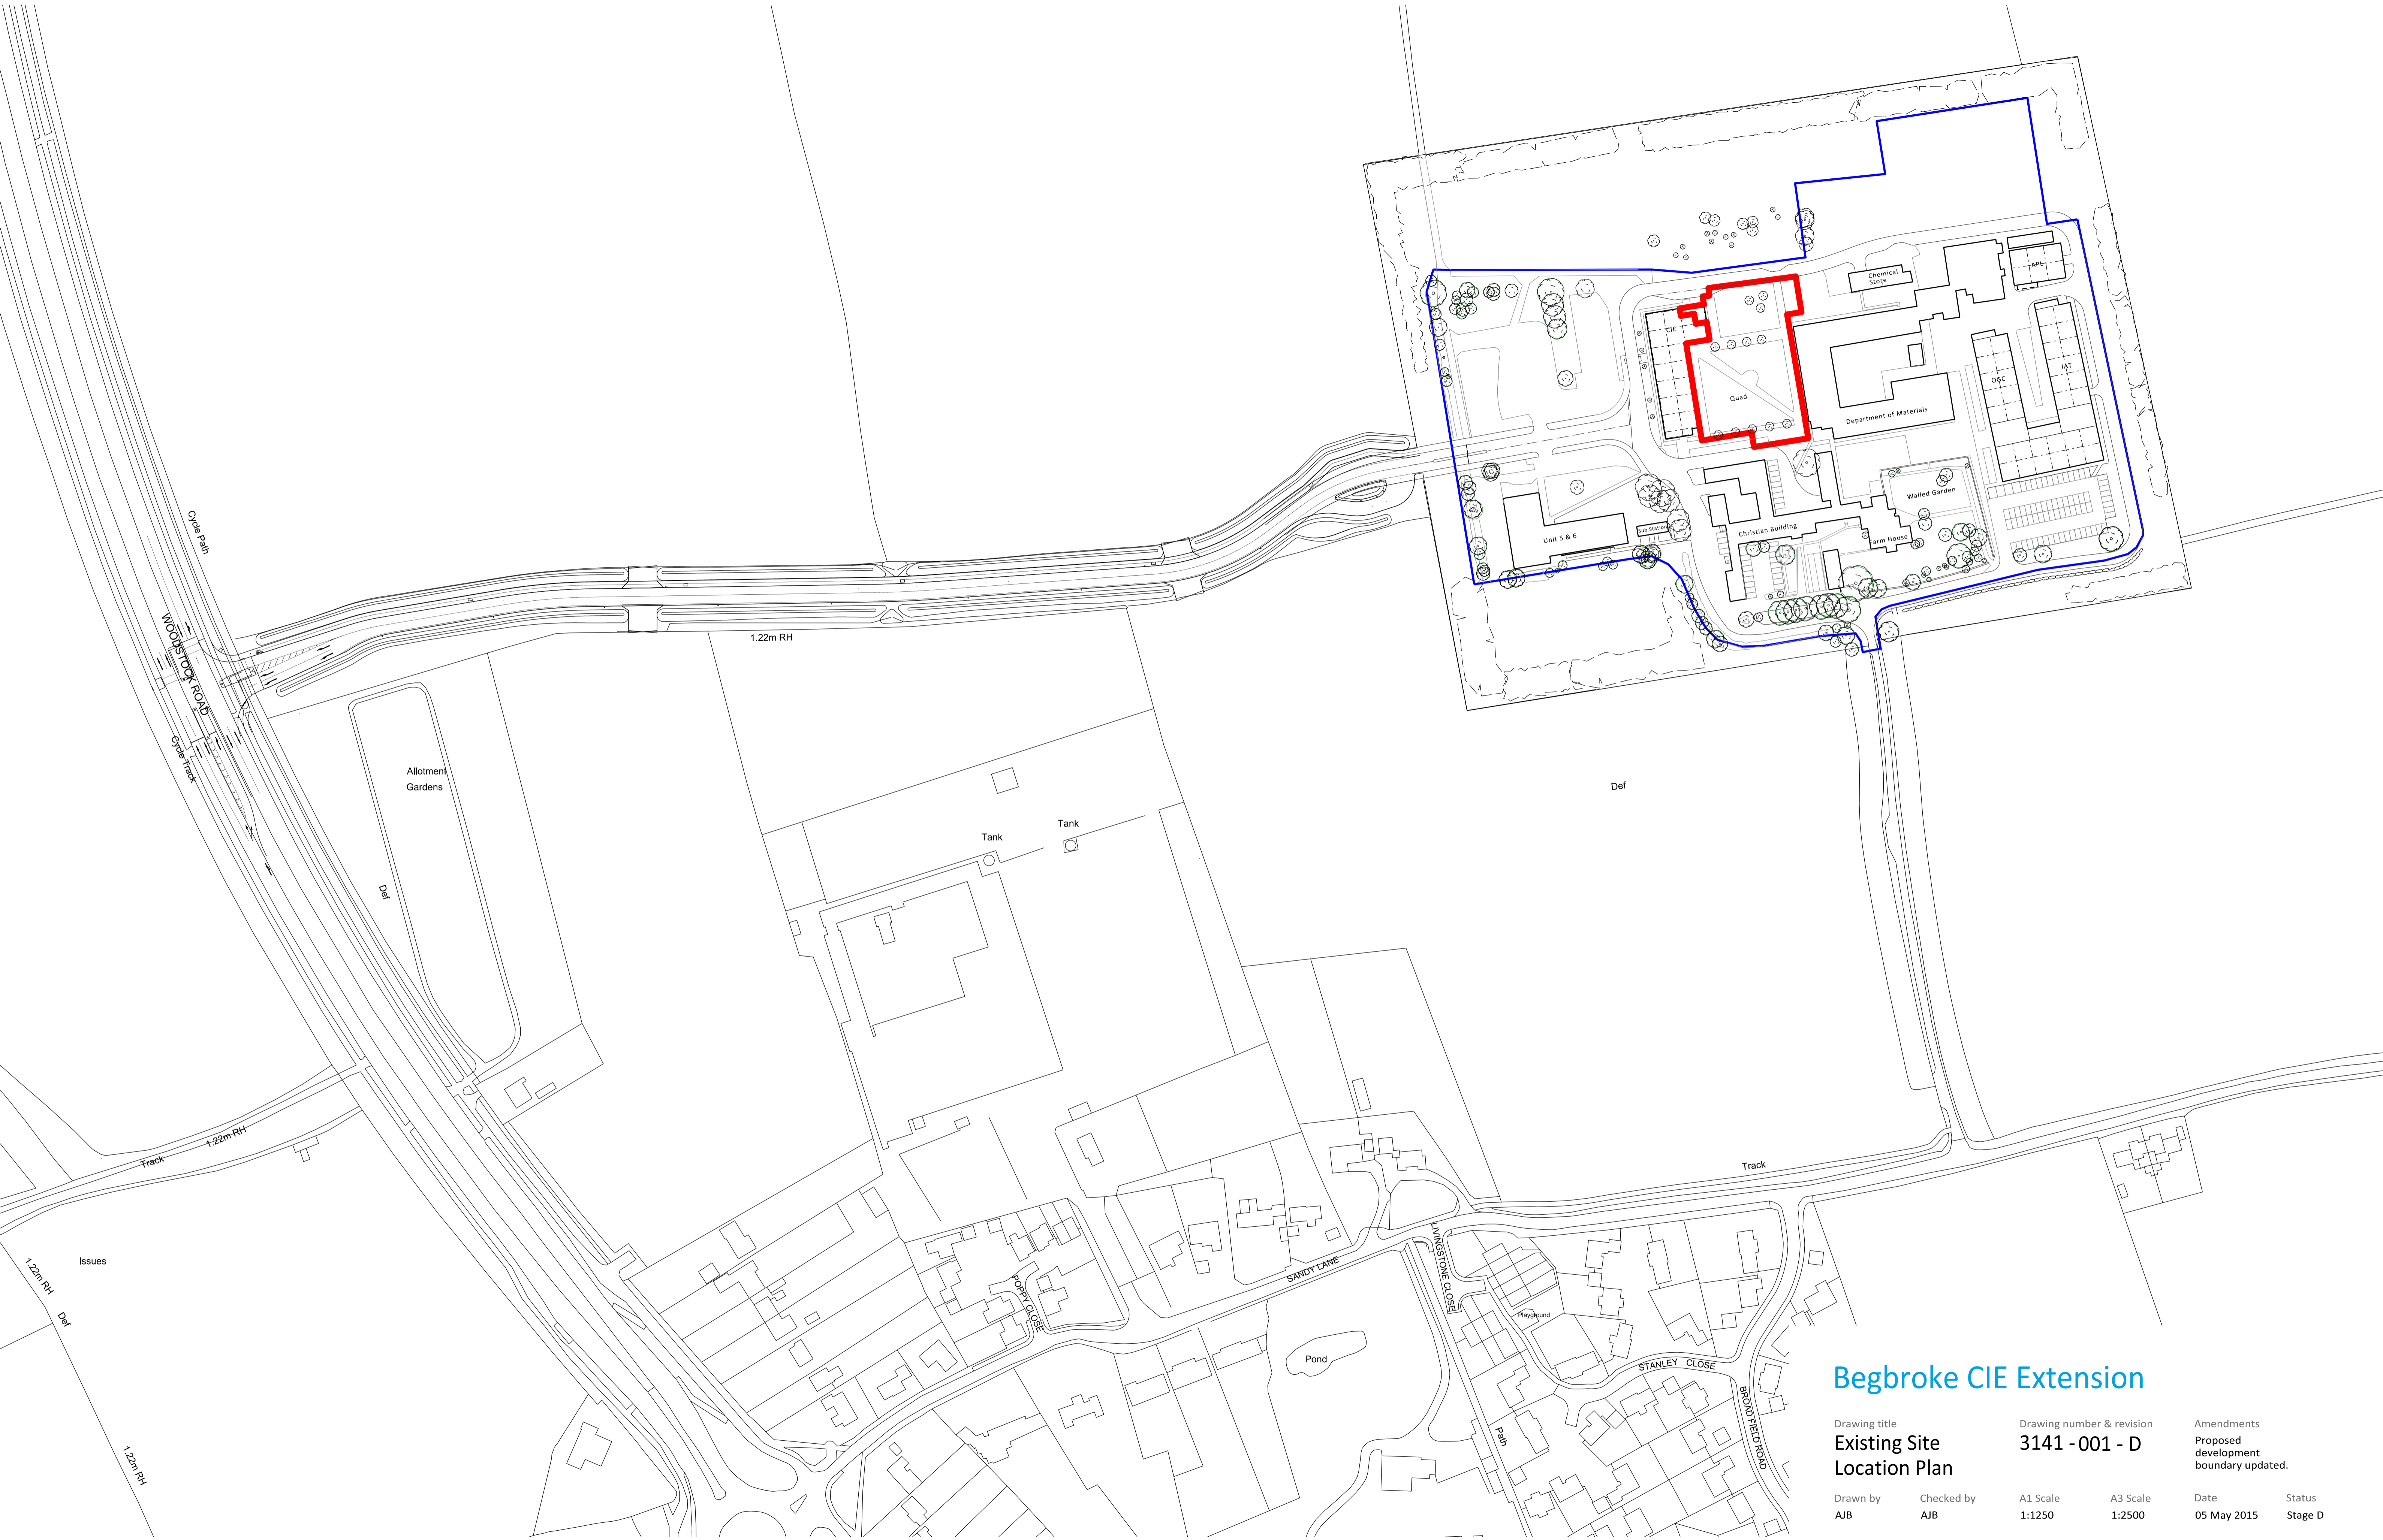 Cycle Path
WOODSTOCK ROAD
Cycle Track
1.22m RH
Allotment
Gardens
Def
Tank
Tank
Def
Chemical
Store
APL
CIE
Quad
Department of Materials
OGC
IAT
Walled Garden
Unit 5 & 6
Sub Station
Christian Building
Farm House
Track
1.22m RH
Issues
1.22m RH
Def
1.22m RH
Track
POPPY CLOSE
SANDY LANE
LIVINGSTONE CLOSE
Playground
Pond
Path
STANLEY CLOSE
BROAD FIELD ROAD
Begbroke CIE Extension
Drawing title
Existing Site
Location Plan
Drawing number & revision
3141 - 001 - D
Amendments
Proposed
development
boundary updated.
Drawn by
AJB
Checked by
AJB
A1 Scale
1:1250
A3 Scale
1:2500
Date
05 May 2015
Status
Stage D